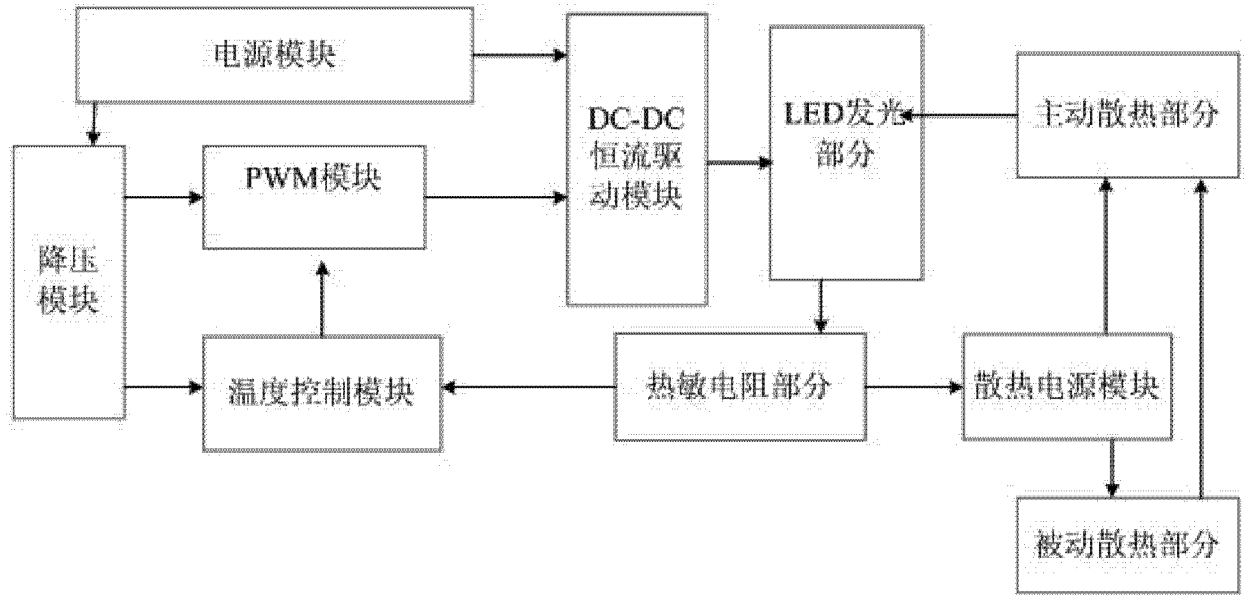 电源模块
DC-DC
恒流驱
动模块
LED发光
部分
主动散热部分
PWM模块
降压
模块
温度控制模块
热敏电阻部分
散热电源模块
被动散热部分